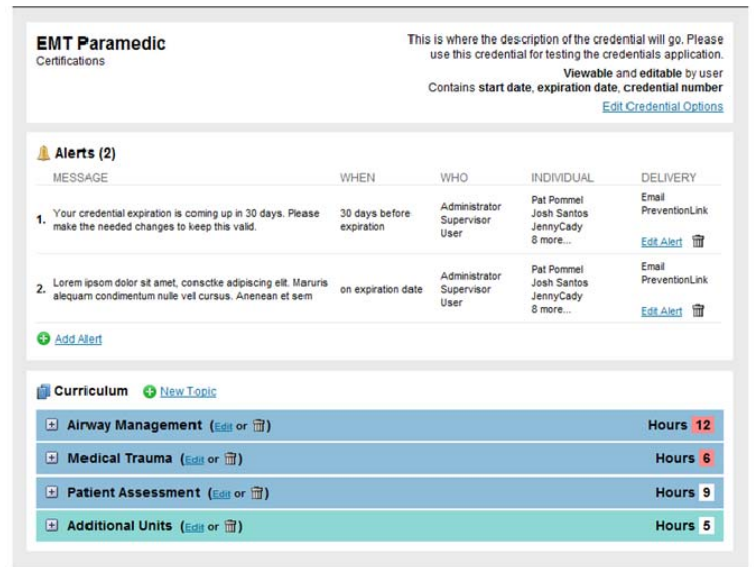 EMT Paramedic
Certifications
This is where the description of the credential will go. Please
use this credential for testing the credentials application.
Viewable and editable by user
Contains start date, expiration date, credential number
Edit Credential Options
Alerts (2)
MESSAGE WHEN WHO INDIVIDUAL DELIVERY
1. Your credential expiration is coming up in 30 days. Please
make the needed changes to keep this valid.
30 days before
expiration
Administrator
Supervisor
User
Pat Pommel
Josh Santos
JennyCady
8 more...
Email
PreventionLink
Edit Alert
2. Lorem ipsum dolor sit amet, consctke adipiscing elit. Maruris
alequam condimentum nulle vell cursus. Anenean et sem
on expiration date
Administrator
Supervisor
User
Pat Pommel
Josh Santos
JennyCady
8 more...
Email
PreventionLink
Edit Alert
Add Alert
Curriculum New Topic
Airway Management (Edit or ) Hours 12
Medical Trauma (Edit or ) Hours 6
Patient Assessment (Edit or ) Hours 9
Additional Units (Edit or ) Hours 5